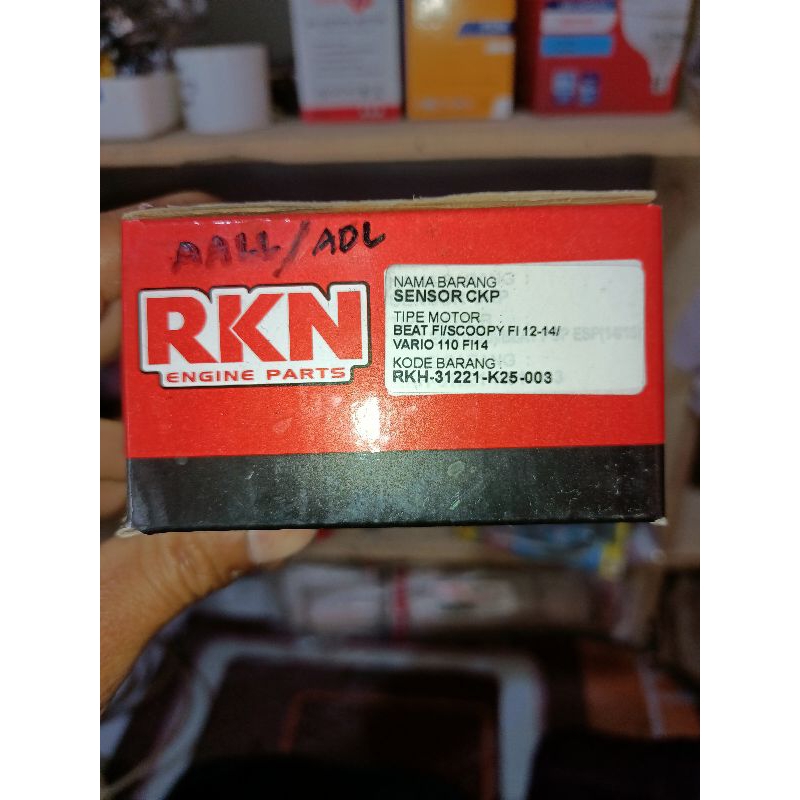 AALL/ADL
RKN
ENGINE PARTS
NAMA BARANG :
SENSOR CKP
TIPE MOTOR :
BEAT FI/SCOOPY FI 12-14/
VARIO 110 FI14
KODE BARANG :
RKH-31221-K25-003